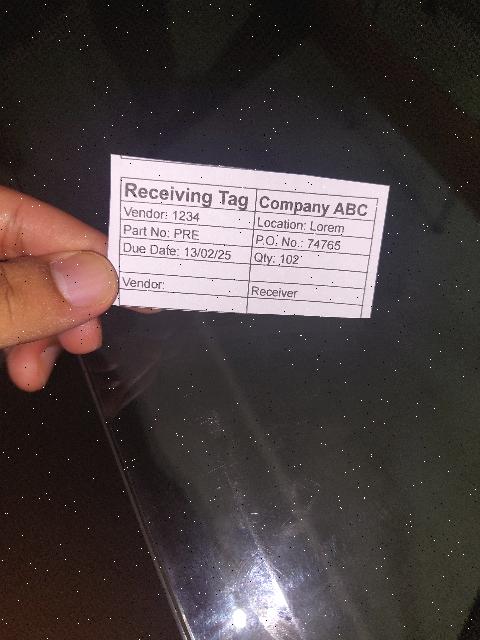 Receiving Tag Company ABC
Vendor: 1234 Location: Lorem
Part No: PRE P.O. No.: 74765
Due Date: 13/02/25 Qty: 102
Vendor: Receiver